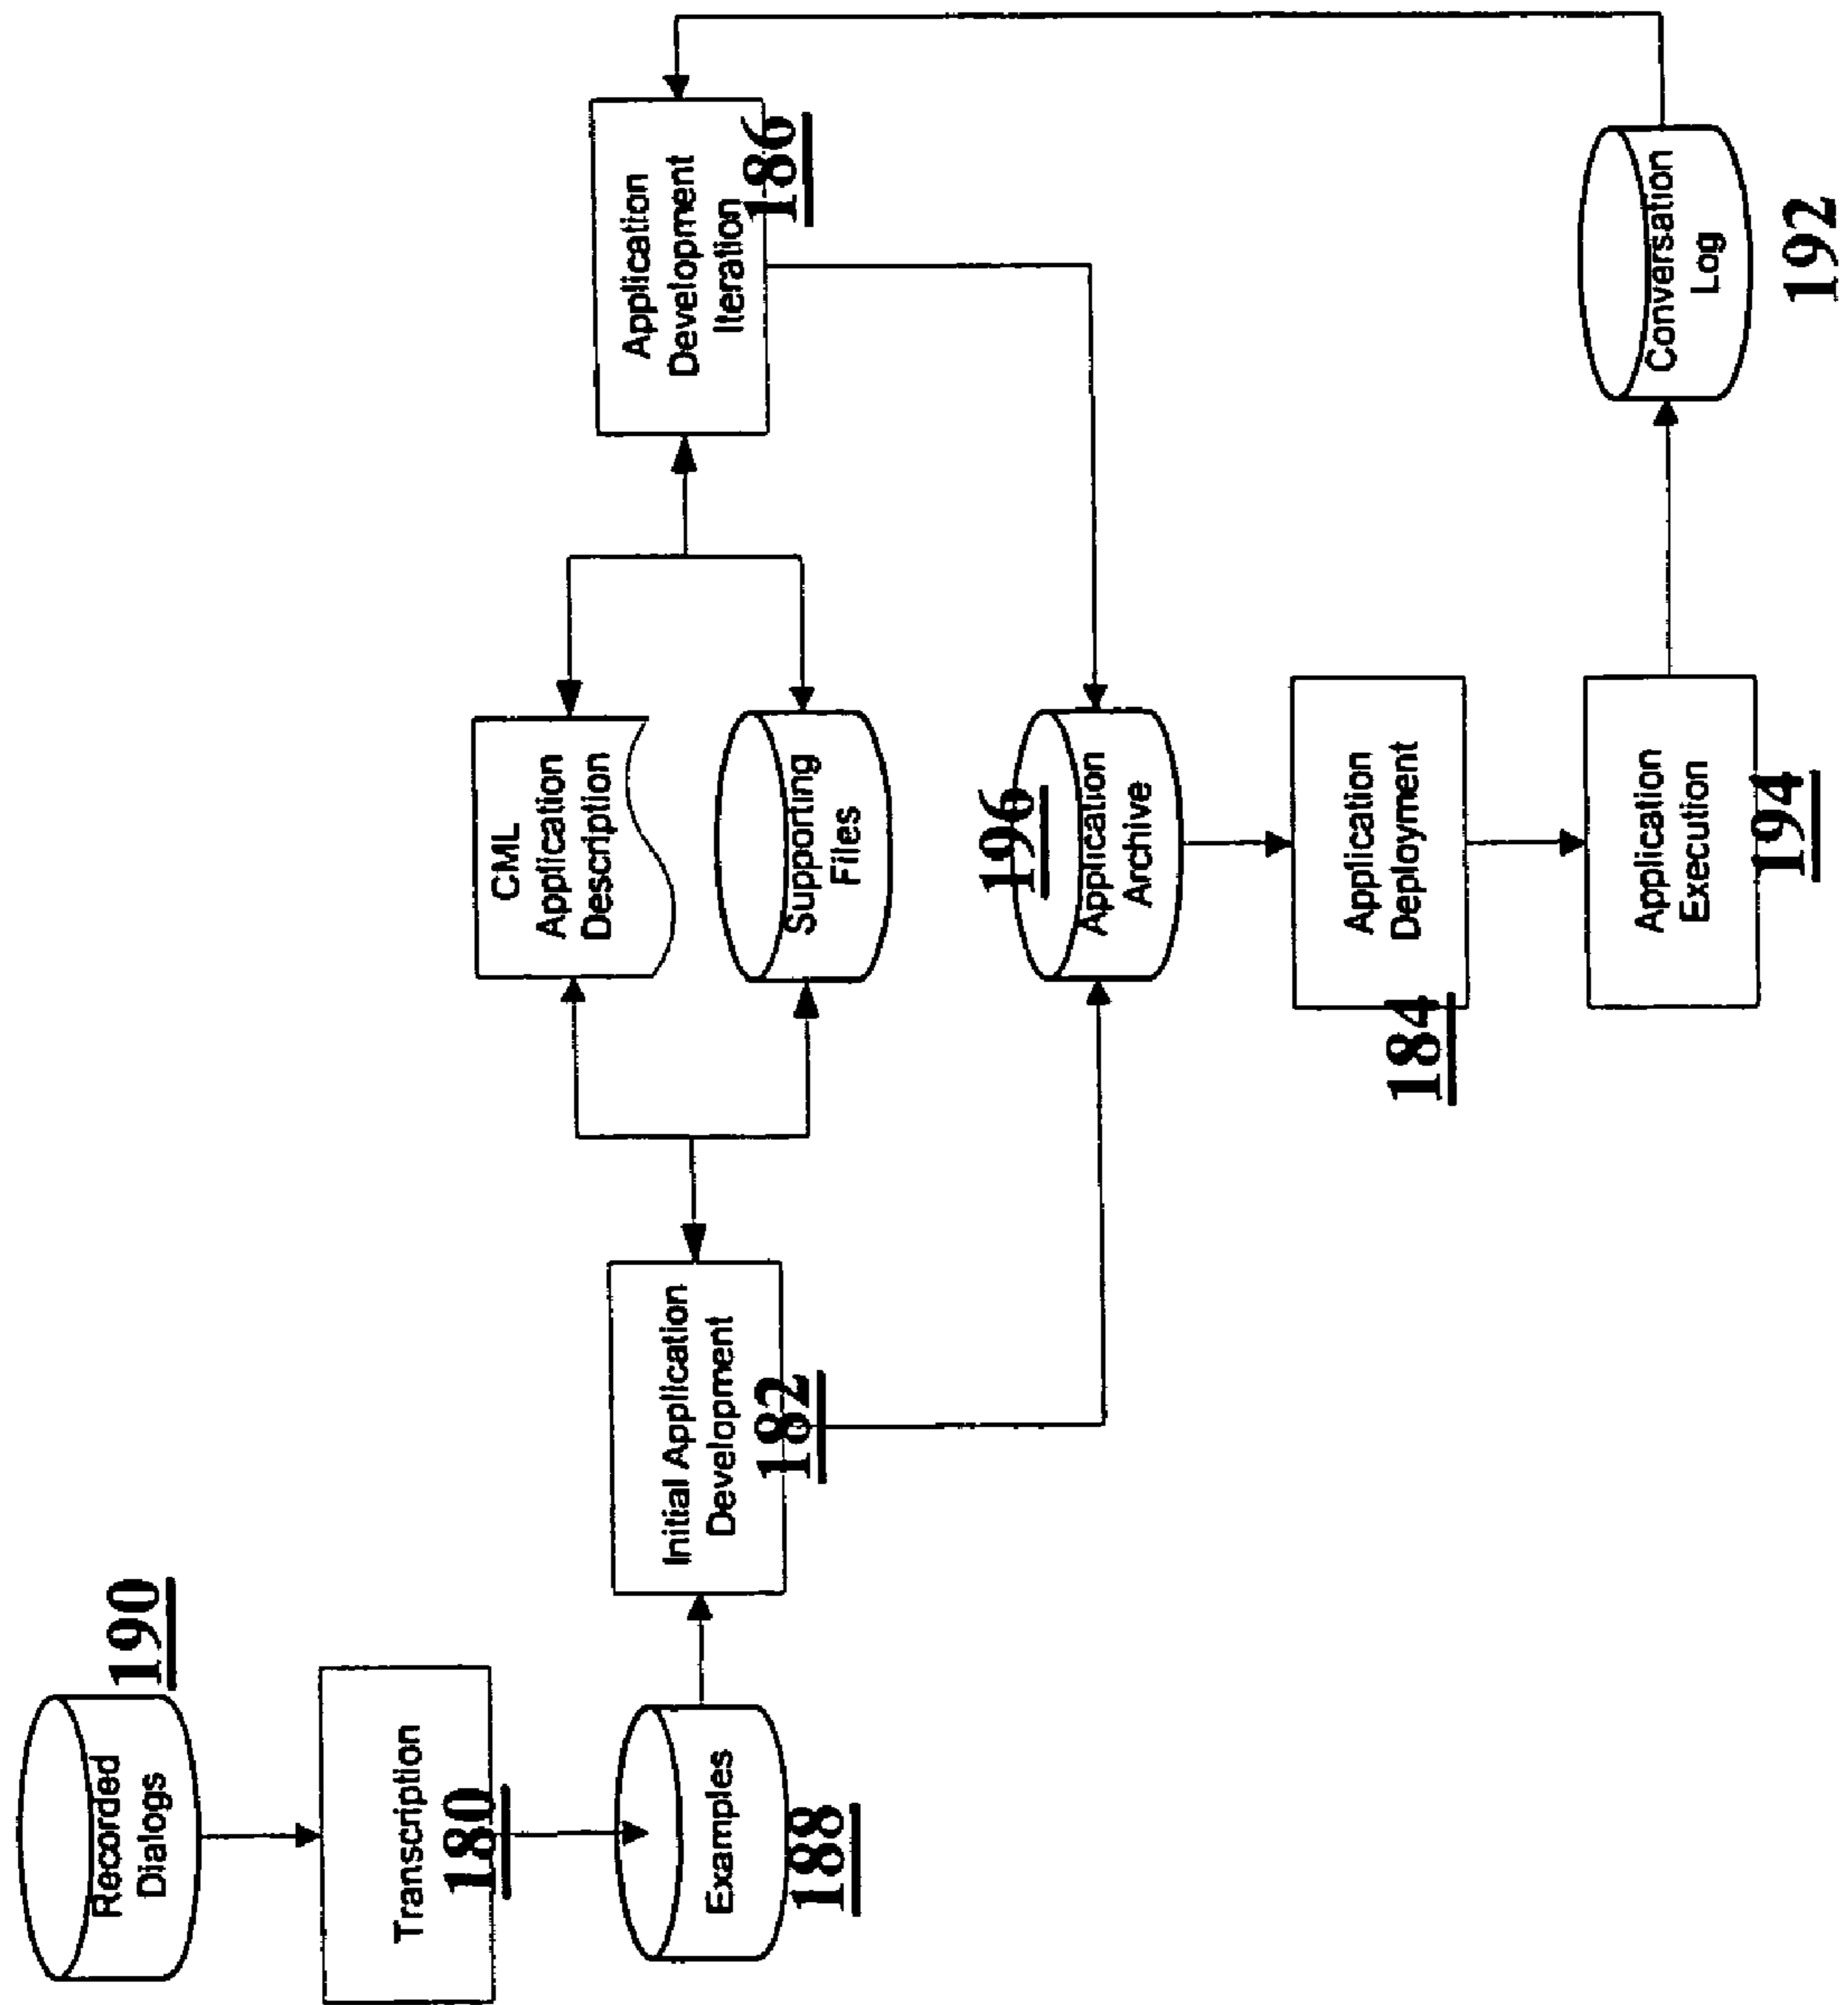 Recorded
Dialogs
190
Transcription
180
Examples
188
Initial Application
Development
182
CML
Application
Description
Supporting
Files
196
Application
Archive
184
Application
Deployment
Application
Execution
194
Application
Development
Iteration
186
Conversation
Log
192